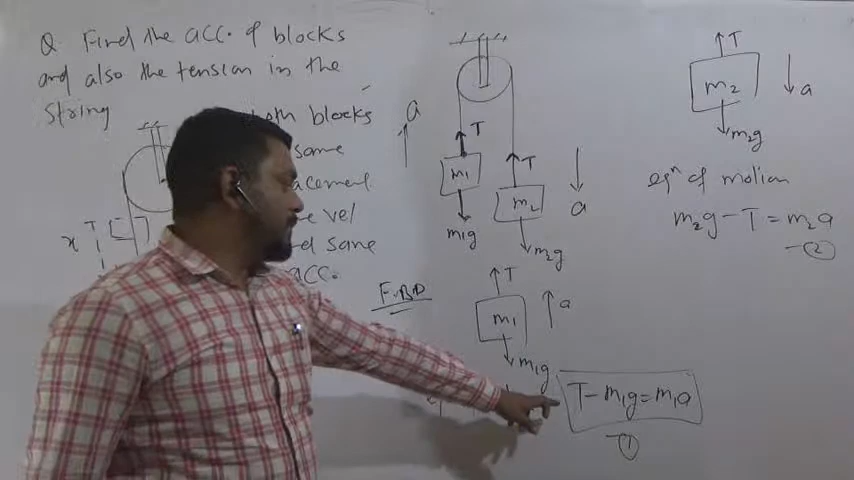 Q. Find the acc. of blocks
and also the tension in the
string
both blocks
same
acement
vel
same
acc.
x
a
T
m1
m1g
T
m2
m2g
a
F.B.D
T
m1
a
m1g
T - m1g = m1a
①
T
m2
a
m2g
eqn of motion
m2g - T = m2a
- ②